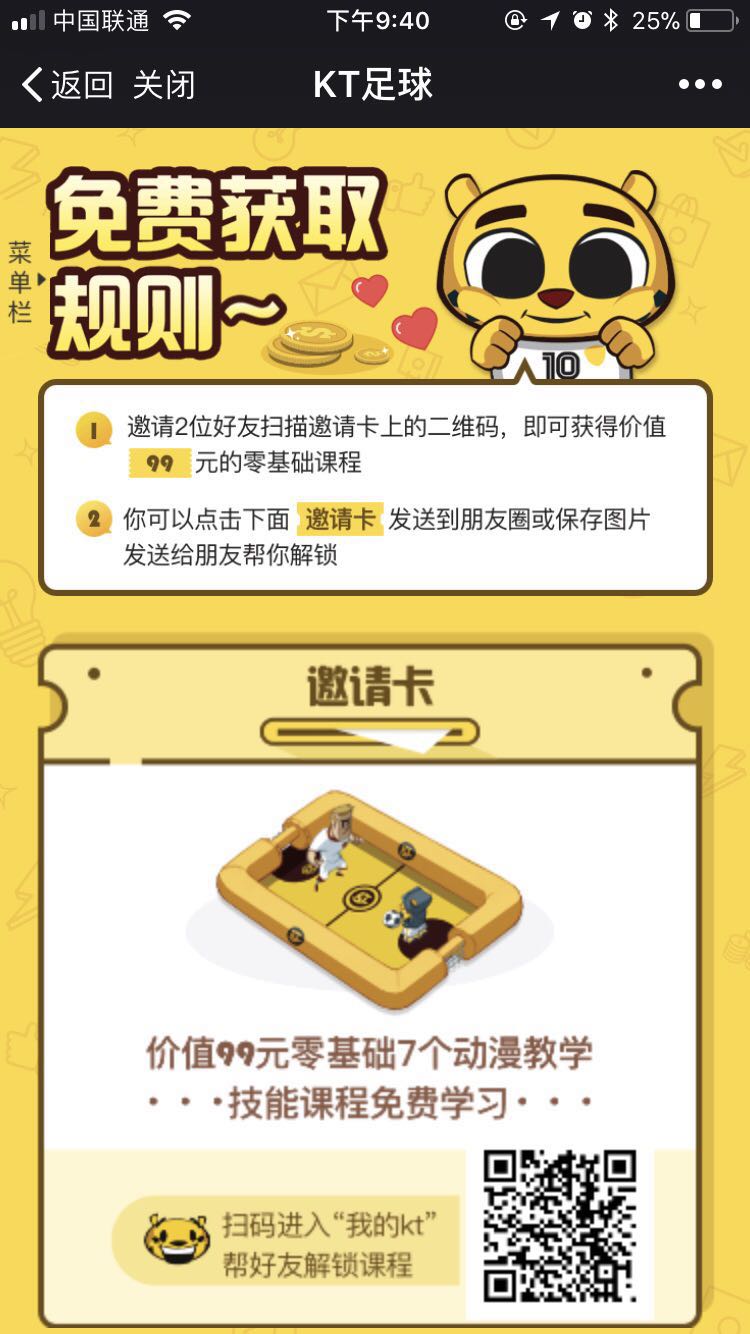 中国联通
下午9:40
25%
返回 关闭
KT足球
免费获取
规则~
菜单栏
10
1 邀请2位好友扫描邀请卡上的二维码，即可获得价值
99 元的零基础课程
2 你可以点击下面 邀请卡 发送到朋友圈或保存图片
发送给朋友帮你解锁
邀请卡
价值99元零基础7个动漫教学
···技能课程免费学习···
扫码进入“我的kt”
帮好友解锁课程